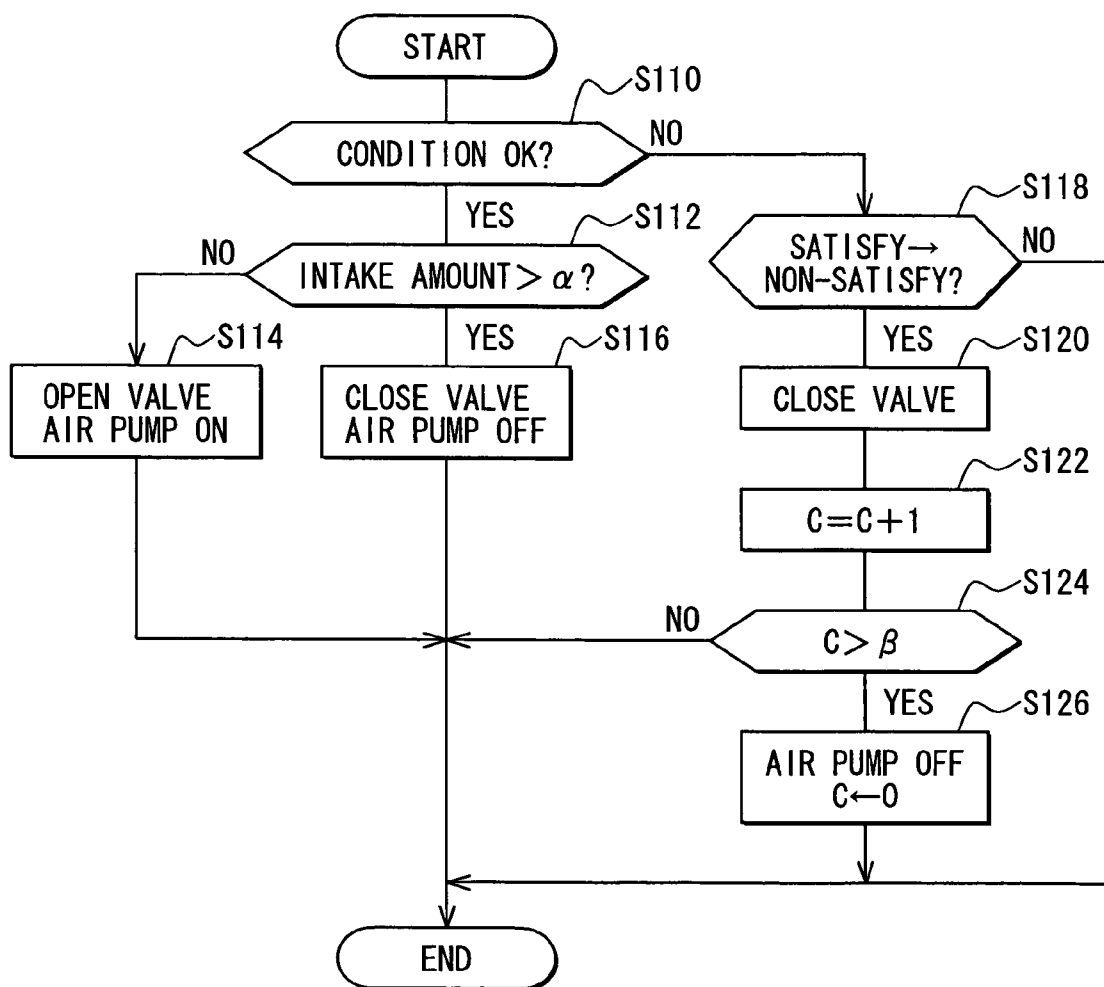 START
S110
CONDITION OK?
NO
YES
S112
NO
INTAKE AMOUNT > α?
YES
S114
OPEN VALVE
AIR PUMP ON
S116
CLOSE VALVE
AIR PUMP OFF
S118
SATISFY→
NON-SATISFY?
NO
YES
S120
CLOSE VALVE
S122
C=C+1
S124
NO
C>β
YES
S126
AIR PUMP OFF
C←0
END